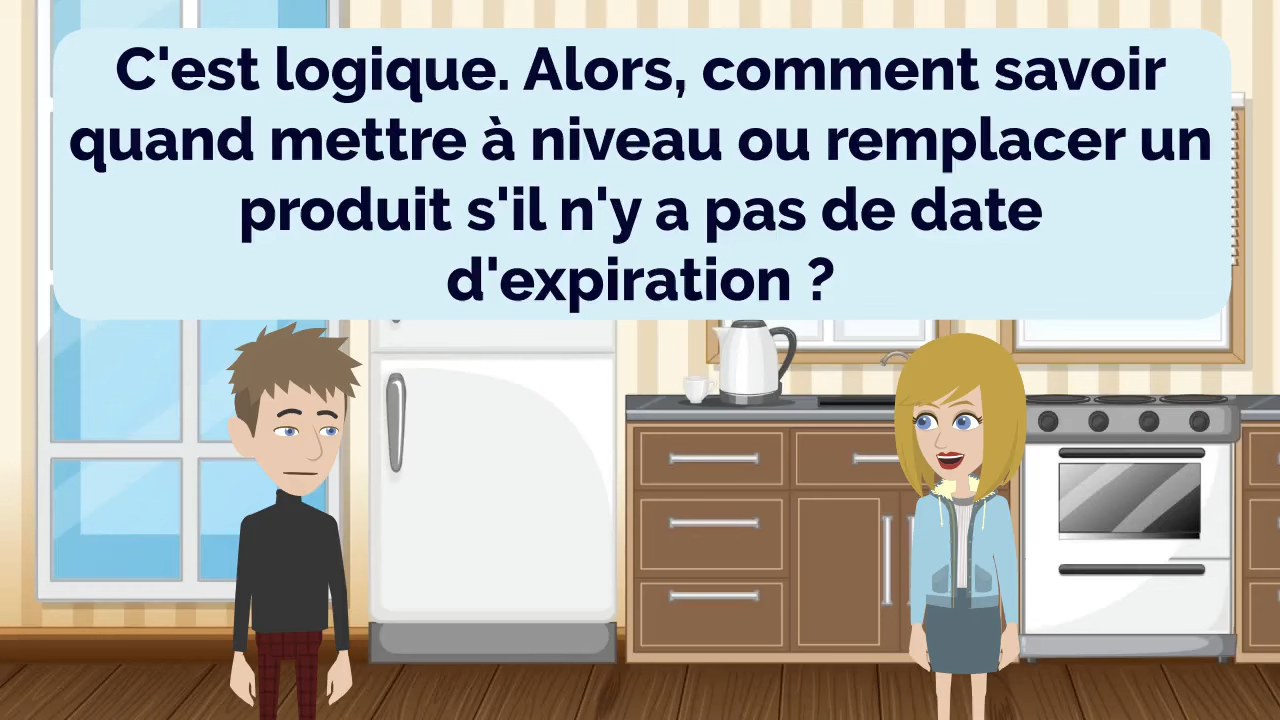 C'est logique. Alors, comment savoir
quand mettre à niveau ou remplacer un
produit s'il n'y a pas de date
d'expiration ?